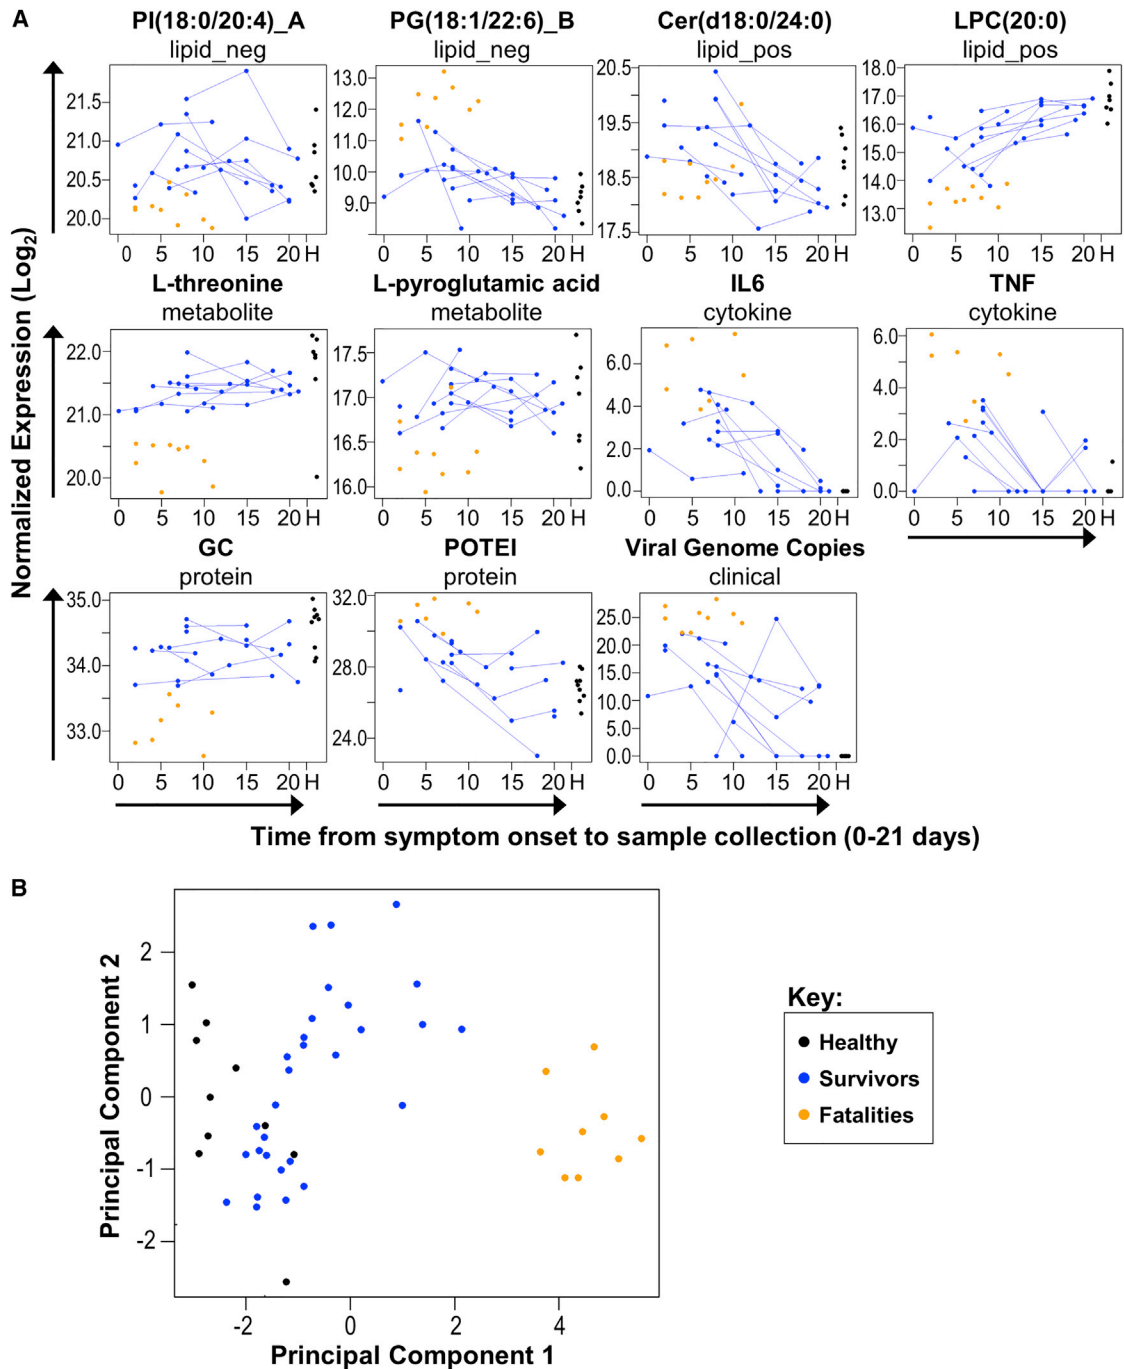 A
PI(18:0/20:4)_A PG(18:1/22:6)_B Cer(d18:0/24:0) LPC(20:0)
lipid_neg lipid_neg lipid_pos lipid_pos
21.5 13.0 20.5 18.0
21.0 11.5 19.5 17.0
20.5 10.0 18.5 16.0
20.0 9.0 17.5 15.0
14.0
13.0
0 5 10 15 20 H 0 5 10 15 20 H 0 5 10 15 20 H 0 5 10 15 20 H
L-threonine L-pyroglutamic acid IL6 TNF
metabolite metabolite cytokine cytokine
22.0 17.5 6.0 6.0
21.0 17.0 4.0 4.0
20.0 16.5 2.0 2.0
16.0 0.0 0.0
0 5 10 15 20 H 0 5 10 15 20 H 0 5 10 15 20 H 0 5 10 15 20 H
GC POTEI Viral Genome Copies
protein protein clinical
35.0 32.0 25.0
34.0 28.0 20.0
33.0 24.0 15.0
10.0
5.0
0.0
0 5 10 15 20 H 0 5 10 15 20 H 0 5 10 15 20 H
Normalized Expression (Log2)
Time from symptom onset to sample collection (0-21 days)
B
2
1
0
-1
-2
Principal Component 2
-2 0 2 4
Principal Component 1
Key:
Healthy
Survivors
Fatalities